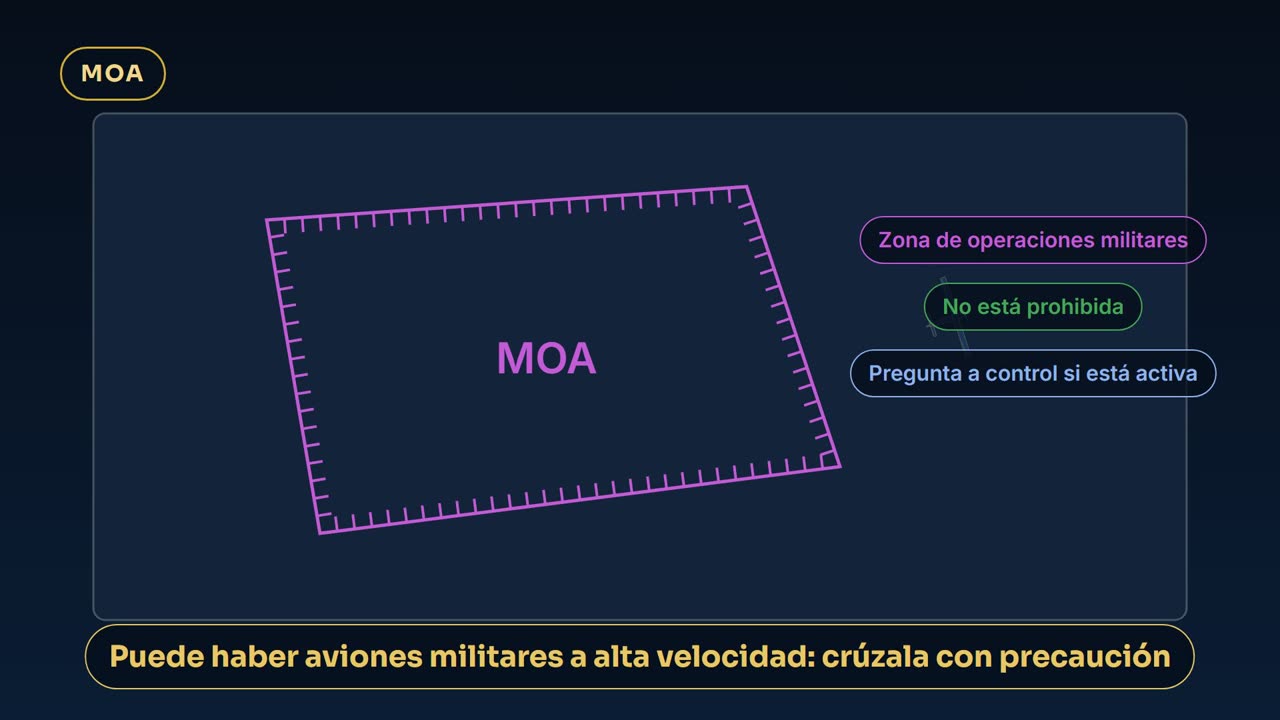 MOA
Zona de operaciones militares
No está prohibida
MOA
Pregunta a control si está activa
Puede haber aviones militares a alta velocidad: crúzala con precaución